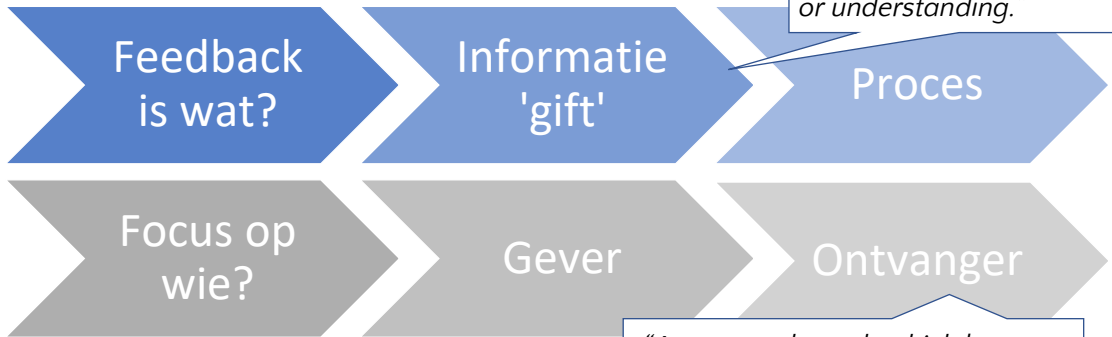 or understanding.
Feedback
is wat?
Informatie
'gift'
Proces
Focus op
wie?
Gever
Ontvanger